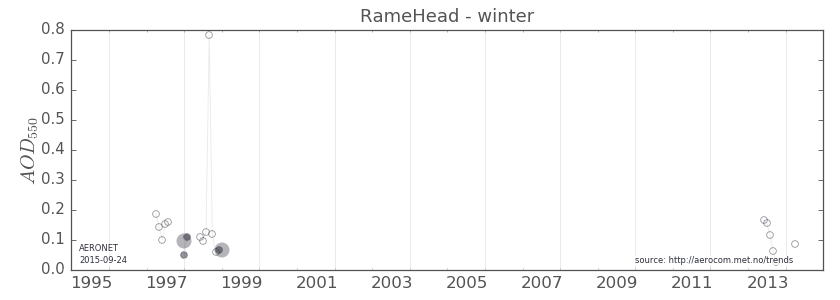 RameHead - winter
0.8
0.7
0.6
0.5
0.4
0.3
0.2
0.1
0.0
AOD550
AERONET
2015-09-24
source: http://aerocom.met.no/trends
1995 1997 1999 2001 2003 2005 2007 2009 2011 2013